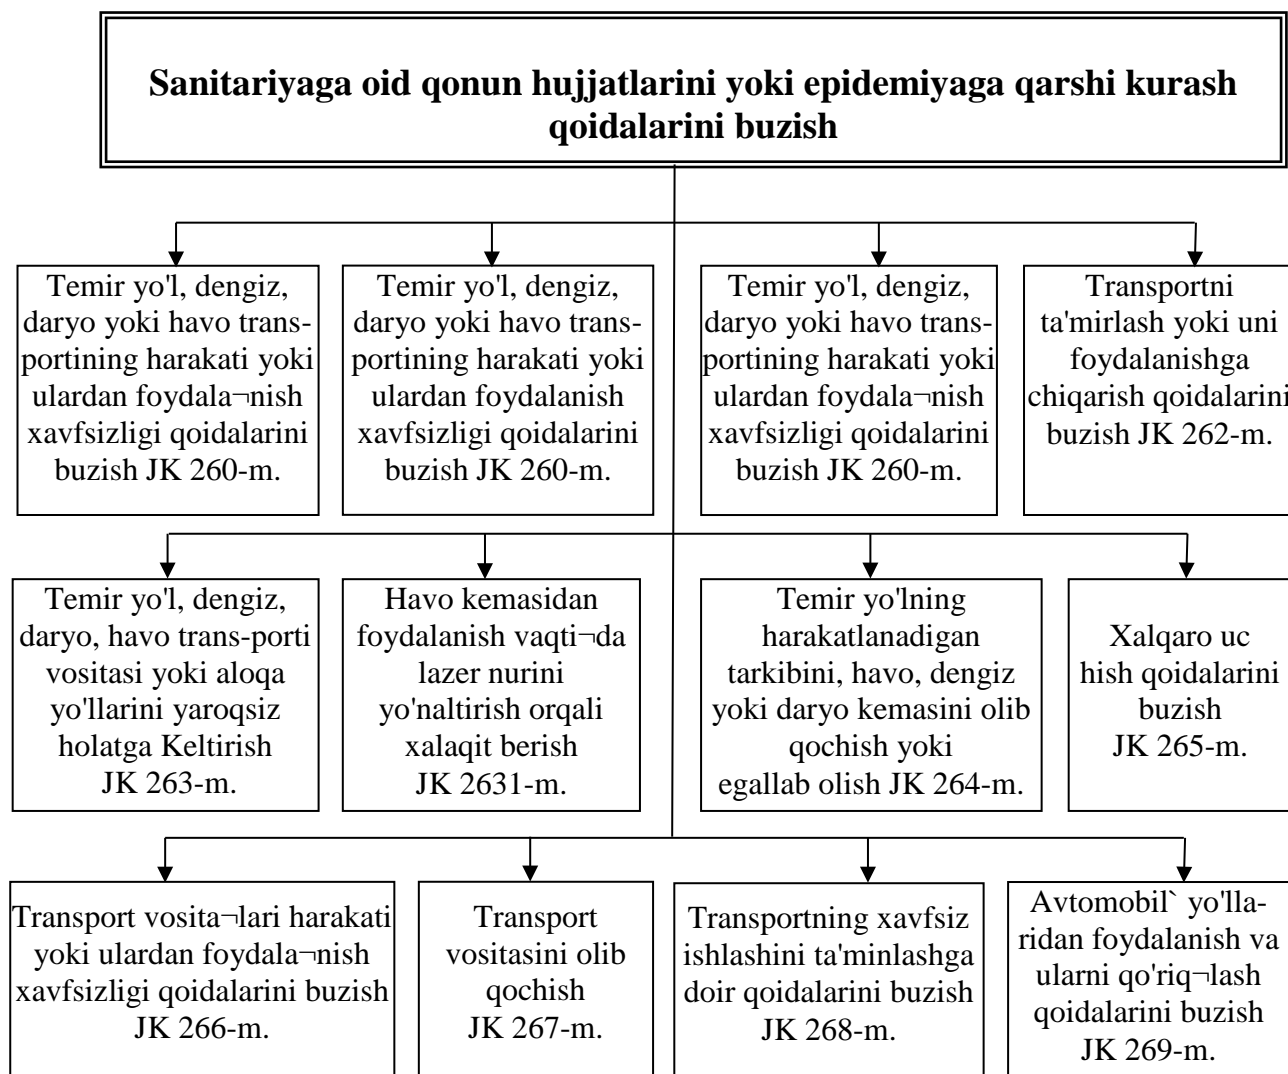 Sanitariyaga oid qonun hujjatlarini yoki epidemiyaga qarshi kurash
qoidalarini buzish
Temir yo'l, dengiz,
daryo yoki havo trans-
portining harakati yoki
ulardan foydala¬nish
xavfsizligi qoidalarini
buzish JK 260-m.
Temir yo'l, dengiz,
daryo yoki havo trans-
portining harakati yoki
ulardan foydalanish
xavfsizligi qoidalarini
buzish JK 260-m.
Temir yo'l, dengiz,
daryo yoki havo trans-
portining harakati yoki
ulardan foydala¬nish
xavfsizligi qoidalarini
buzish JK 260-m.
Transportni
ta'mirlash yoki uni
foydalanishga
chiqarish qoidalarini
buzish JK 262-m.
Temir yo'l, dengiz,
daryo, havo trans-porti
vositasi yoki aloqa
yo'llarini yaroqsiz
holatga Keltirish
JK 263-m.
Havo kemasidan
foydalanish vaqti¬da
lazer nurini
yo'naltirish orqali
xalaqit berish
JK 2631-m.
Temir yo'lning
harakatlanadigan
tarkibini, havo, dengiz
yoki daryo kemasini olib
qochish yoki
egallab olish JK 264-m.
Xalqaro uc
hish qoidalarini
buzish
JK 265-m.
Transport vosita¬lari harakati
yoki ulardan foydala¬nish
xavfsizligi qoidalarini buzish
JK 266-m.
Transport
vositasini olib
qochish
JK 267-m.
Transportning xavfsiz
ishlashini ta'minlashga
doir qoidalarini buzish
JK 268-m.
Avtomobil` yo'lla-
ridan foydalanish va
ularni qo'riq¬lash
qoidalarini buzish
JK 269-m.